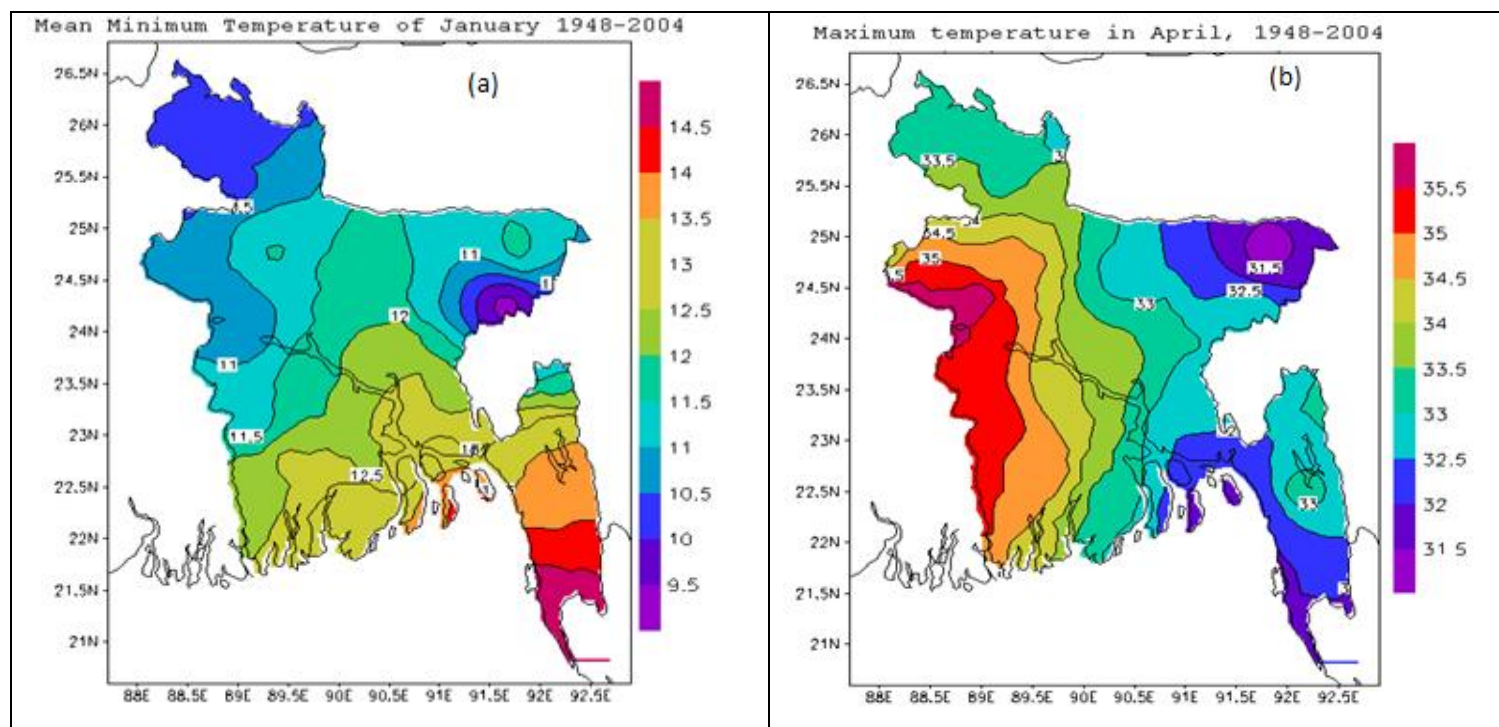 Mean Minimum Temperature of January 1948-2004
(a)
26.5N
26N
25.5N
25N
24.5N
24N
23.5N
23N
22.5N
22N
21.5N
21N
11
12
11
11.5
12.5
88E 88.5E 89E 89.5E 90E 90.5E 91E 91.5E 92E 92.5E
14.5
14
13.5
13
12.5
12
11.5
11
10.5
10
9.5
Maximum temperature in April, 1948-2004
(b)
26.5N
26N
25.5N
25N
24.5N
24N
23.5N
23N
22.5N
22N
21.5N
21N
33.5
34
34.5
35
31.5
32.5
33
33
88E 88.5E 89E 89.5E 90E 90.5E 91E 91.5E 92E 92.5E
35.5
35
34.5
34
33.5
33
32.5
32
31.5